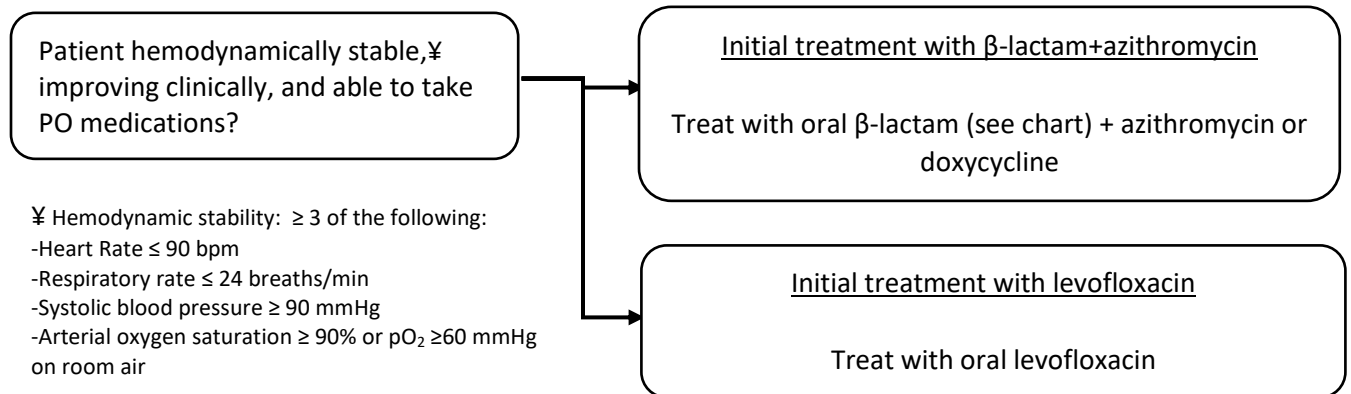 Patient hemodynamically stable,¥
improving clinically, and able to take
PO medications?
¥ Hemodynamic stability: ≥ 3 of the following:
-Heart Rate ≤ 90 bpm
-Respiratory rate ≤ 24 breaths/min
-Systolic blood pressure ≥ 90 mmHg
-Arterial oxygen saturation ≥ 90% or pO₂ ≥60 mmHg
on room air
Initial treatment with β-lactam+azithromycin
Treat with oral β-lactam (see chart) + azithromycin or
doxycycline
Initial treatment with levofloxacin
Treat with oral levofloxacin